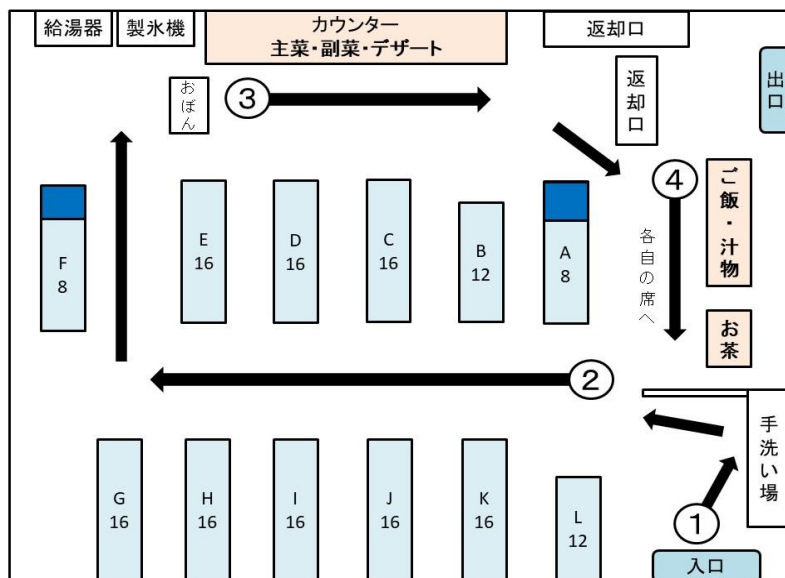 給湯器
製氷機
カウンター
主菜・副菜・デザート
返却口
返却口
出口
おぼん
③
④
ご飯・汁物
各自の席へ
お茶
F
8
E
16
D
16
C
16
B
12
A
8
②
手洗い場
①
入口
G
16
H
16
I
16
J
16
K
16
L
12